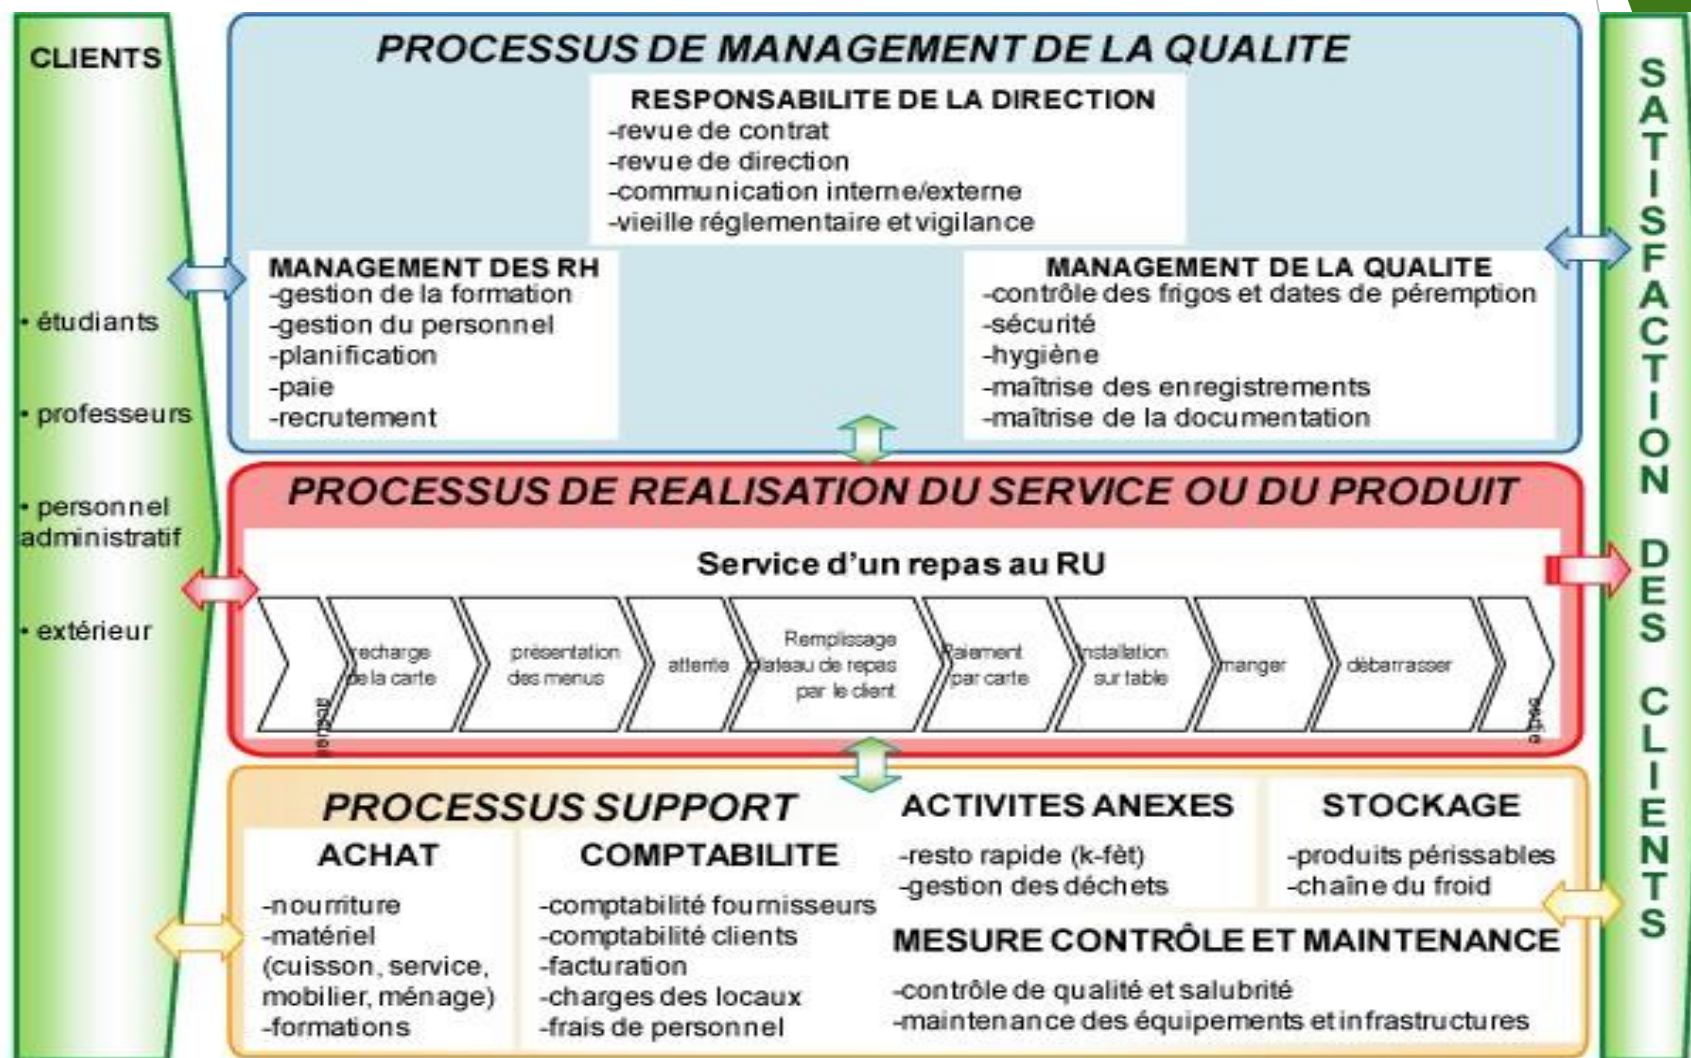 CLIENTS
• étudiants
• professeurs
• personnel
administratif
• extérieur
PROCESSUS DE MANAGEMENT DE LA QUALITE
RESPONSABILITE DE LA DIRECTION
-revue de contrat
-revue de direction
-communication interne/externe
-vieille réglementaire et vigilance
MANAGEMENT DES RH
-gestion de la formation
-gestion du personnel
-planification
-paie
-recrutement
MANAGEMENT DE LA QUALITE
-contrôle des frigos et dates de péremption
-sécurité
-hygiène
-maîtrise des enregistrements
-maîtrise de la documentation
PROCESSUS DE REALISATION DU SERVICE OU DU PRODUIT
Service d'un repas au RU
recharge
de la carte
présentation
des menus
attente
Remplissage
plateau de repas
par le client
Paiement
par carte
Installation
sur table
manger
débarrasser
PROCESSUS SUPPORT
ACHAT
-nourriture
-matériel
(cuisson, service,
mobilier, ménage)
-formations
COMPTABILITE
-comptabilité fournisseurs
-comptabilité clients
-facturation
-charges des locaux
-frais de personnel
ACTIVITES ANEXES
-resto rapide (k-fèt)
-gestion des déchets
STOCKAGE
-produits périssables
-chaîne du froid
MESURE CONTRÔLE ET MAINTENANCE
-contrôle de qualité et salubrité
-maintenance des équipements et infrastructures
SATISFACTION DES CLIENTS